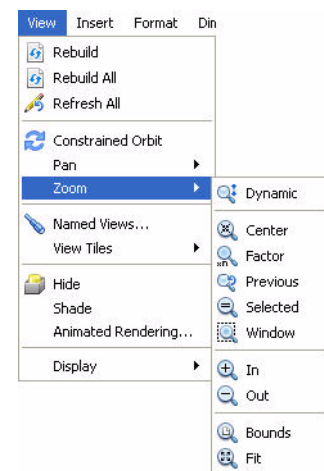 View Insert Format Din
Rebuild
Rebuild All
Refresh All
Constrained Orbit
Pan
Zoom
Named Views...
View Tiles
Hide
Shade
Animated Rendering...
Display
Dynamic
Center
Factor
Previous
Selected
Window
In
Out
Bounds
Fit